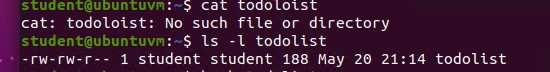 student@ubuntuvm:~$ cat todoloist
cat: todoloist: No such file or directory
student@ubuntuvm:~$ ls -l todolist
-rw-rw-r-- 1 student student 188 May 20 21:14 todolist